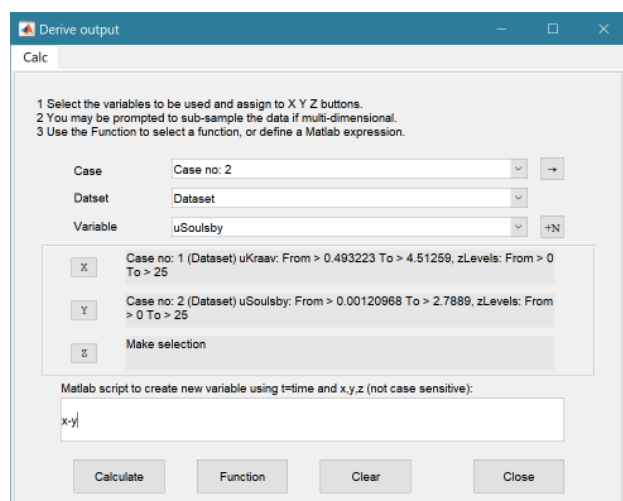 Derive output
Calc
1 Select the variables to be used and assign to X Y Z buttons.
2 You may be prompted to sub-sample the data if multi-dimensional.
3 Use the Function to select a function, or define a Matlab expression.
Case Case no: 2 →
Datset Dataset
Variable uSoulsby +N
X Case no: 1 (Dataset) uKraav: From > 0.493223 To > 4.51259, zLevels: From > 0
To > 25
Y Case no: 2 (Dataset) uSoulsby: From > 0.00120968 To > 2.7889, zLevels: From
> 0 To > 25
Z Make selection
Matlab script to create new variable using t=time and x,y,z (not case sensitive):
x-y
Calculate Function Clear Close